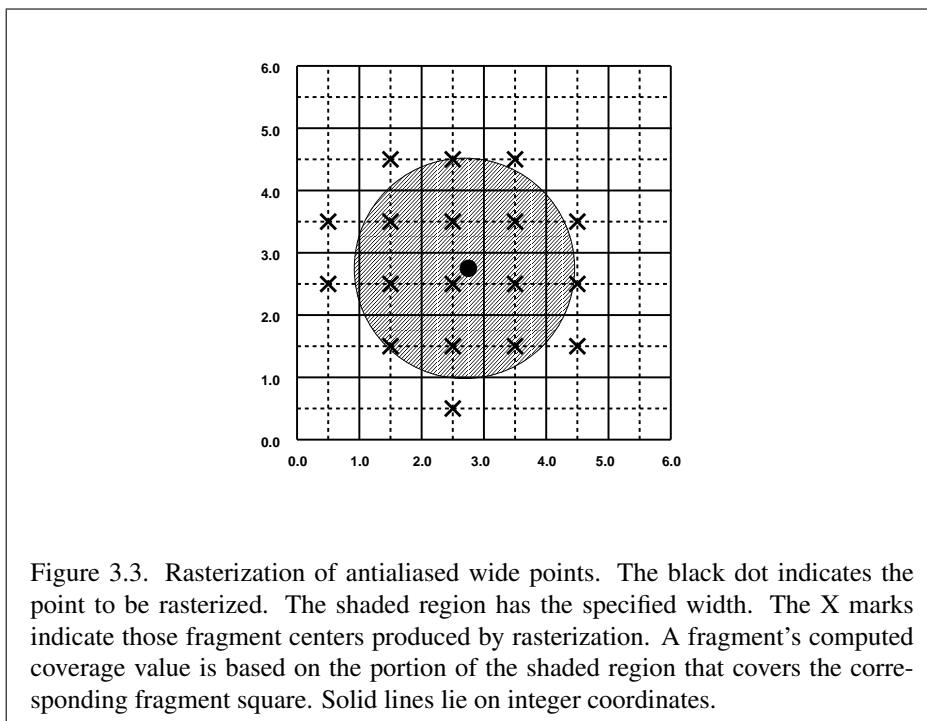 6.0
5.0
4.0
3.0
2.0
1.0
0.0
0.0 1.0 2.0 3.0 4.0 5.0 6.0
Figure 3.3. Rasterization of antialiased wide points. The black dot indicates the
point to be rasterized. The shaded region has the specified width. The X marks
indicate those fragment centers produced by rasterization. A fragment's computed
coverage value is based on the portion of the shaded region that covers the corre-
sponding fragment square. Solid lines lie on integer coordinates.